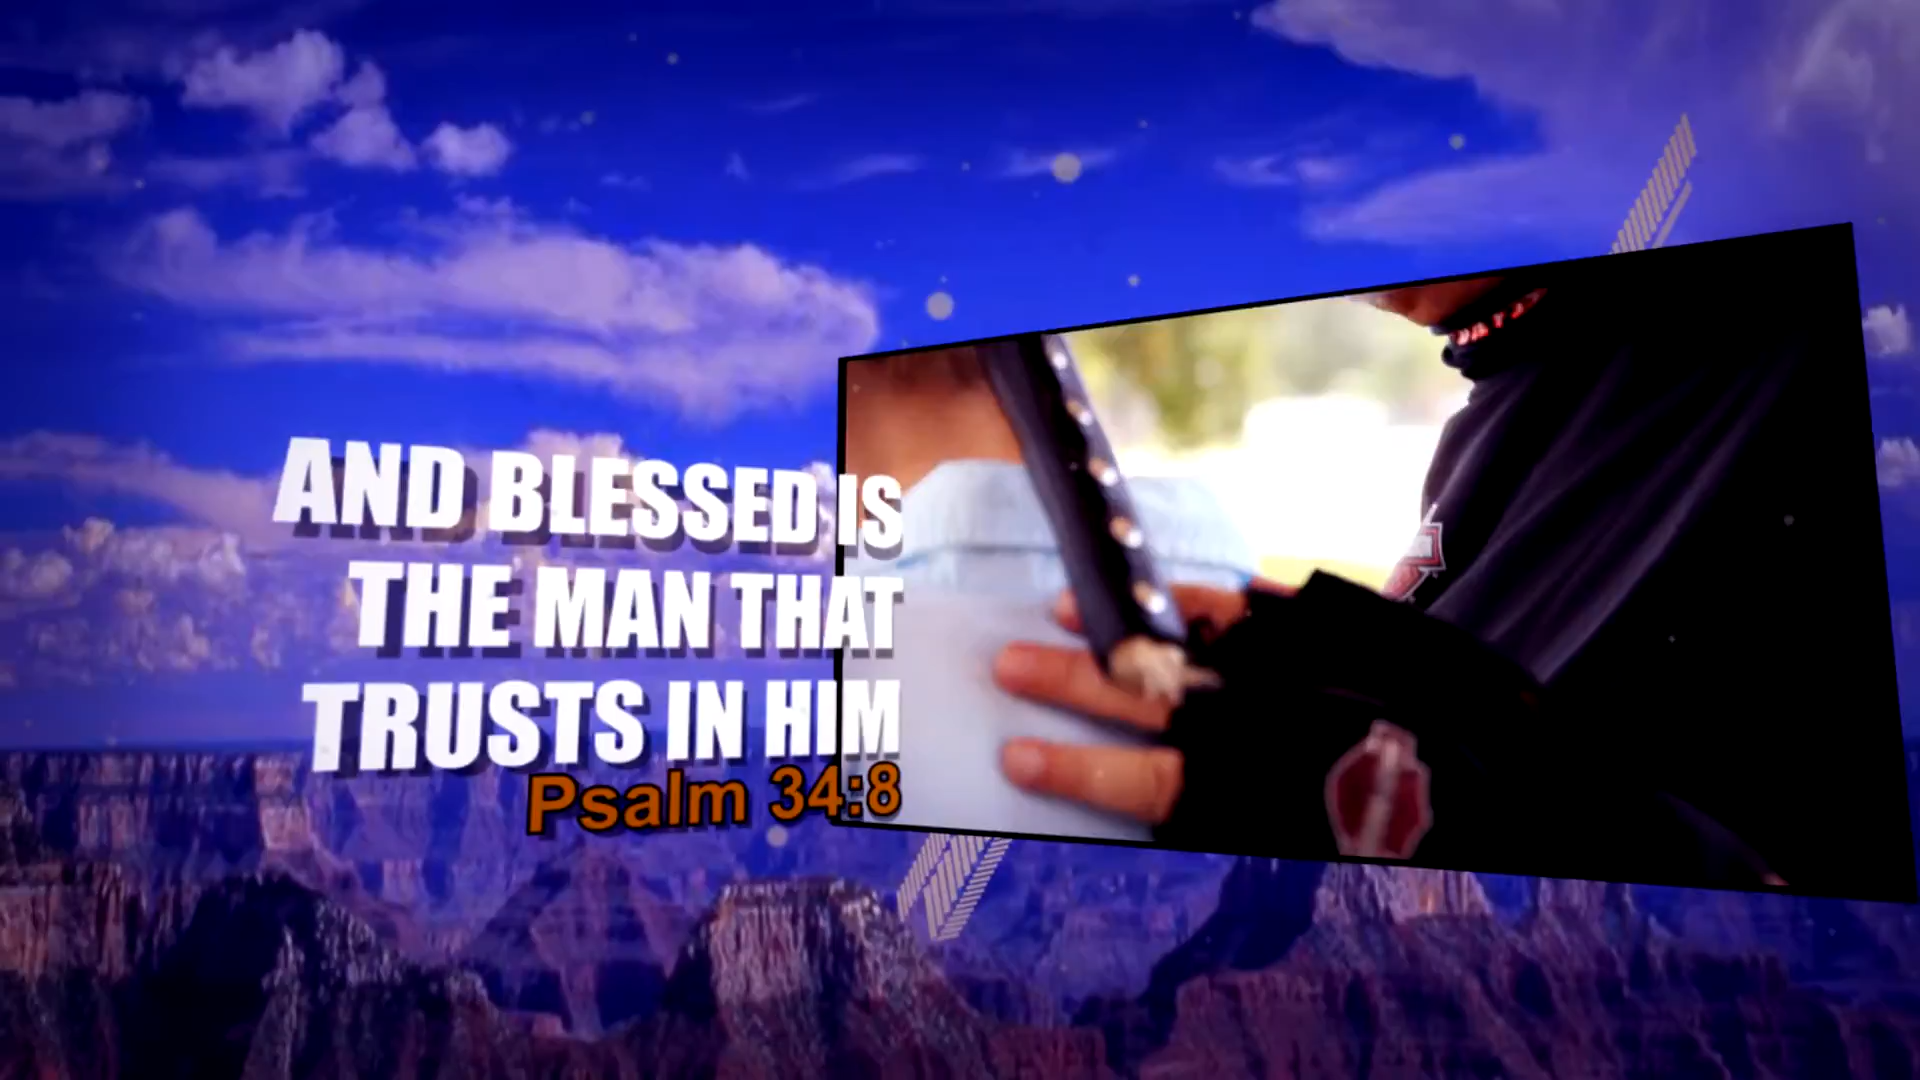 AND BLESSED IS
THE MAN THAT
TRUSTS IN HIM
Psalm 34:8